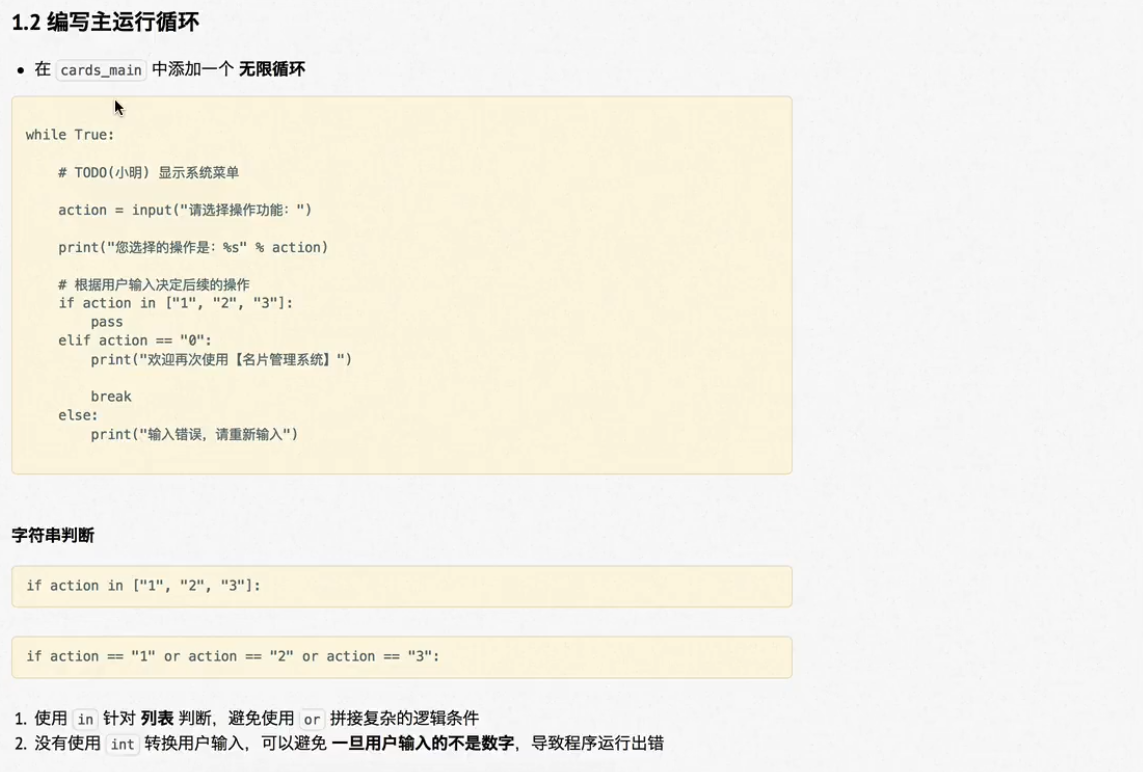 1.2 编写主运行循环
• 在 cards_main 中添加一个 无限循环
while True:
    # TODO(小明) 显示系统菜单
    action = input("请选择操作功能：")
    print("您选择的操作是：%s" % action)
    # 根据用户输入决定后续的操作
    if action in ["1", "2", "3"]:
        pass
    elif action == "0":
        print("欢迎再次使用【名片管理系统】")
        break
    else:
        print("输入错误，请重新输入")
字符串判断
if action in ["1", "2", "3"]:
if action == "1" or action == "2" or action == "3":
1. 使用 in 针对 列表 判断，避免使用 or 拼接复杂的逻辑条件
2. 没有使用 int 转换用户输入，可以避免 一旦用户输入的不是数字，导致程序运行出错